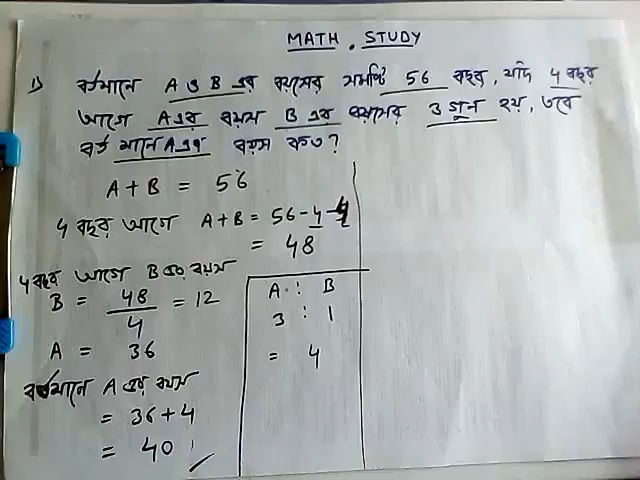 MATH . STUDY
1) বর্তমানে A ও B এর বয়সের সমষ্টি 56 বছর, যদি 4 বছর
আগে A এর বয়স B এর বয়সের 3 গুন হয়, তবে
বর্তমানে A এর বয়স কত?
A + B = 56
4 বছর আগে A + B = 56 - 4 - 4
= 48
4 বছর আগে B এর বয়স
B = 48/4 = 12
A = 36
বর্তমানে A এর বয়স
= 36 + 4
= 40
A : B
3 : 1
= 4